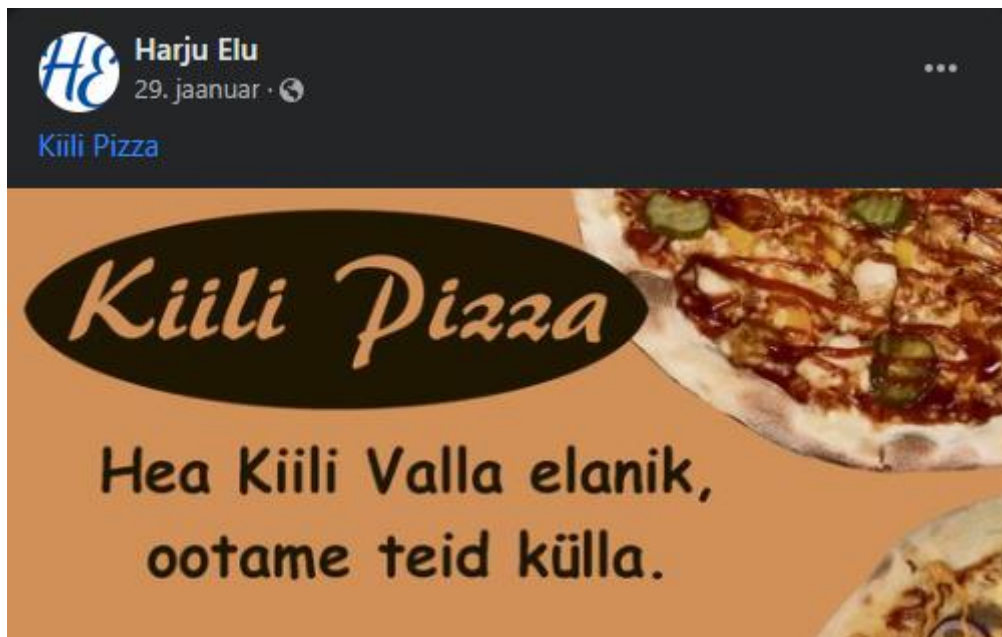 HE
Harju Elu
29. jaanuar ·
Kiili Pizza
Kiili Pizza
Hea Kiili Valla elanik,
ootame teid külla.